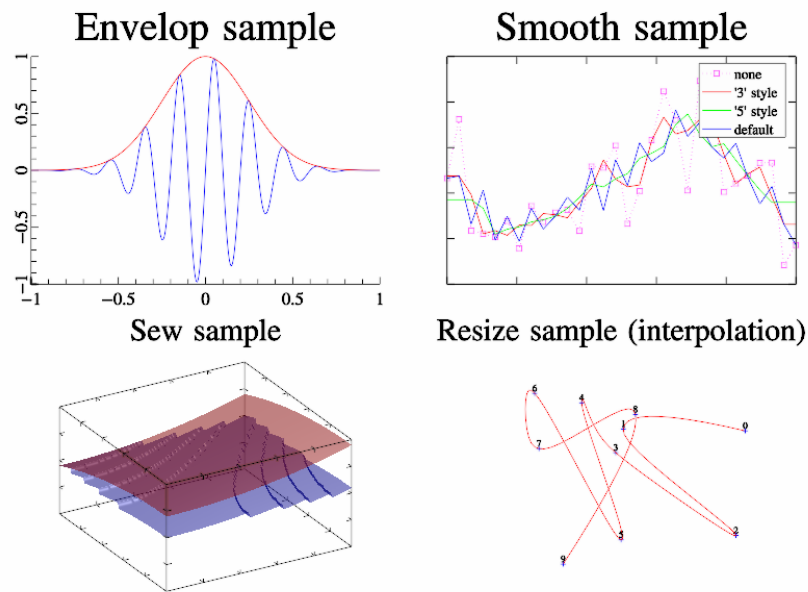 Envelop sample
Smooth sample
1
0.5
0
−0.5
−1
−1
−0.5
0
0.5
1
none
'3' style
'5' style
default
Sew sample
Resize sample (interpolation)
6
4
8
1
0
7
3
2
5
9